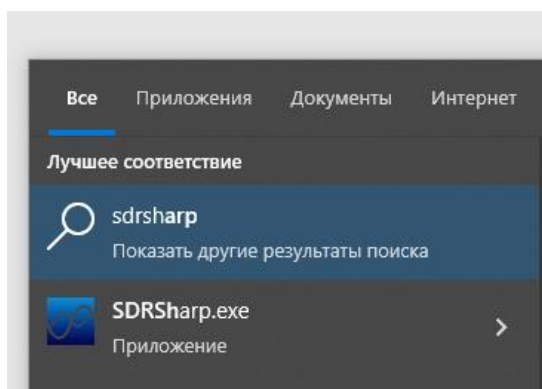 Все Приложения Документы Интернет
Лучшее соответствие
sdrsharp
Показать другие результаты поиска
SDRSharp.exe
Приложение